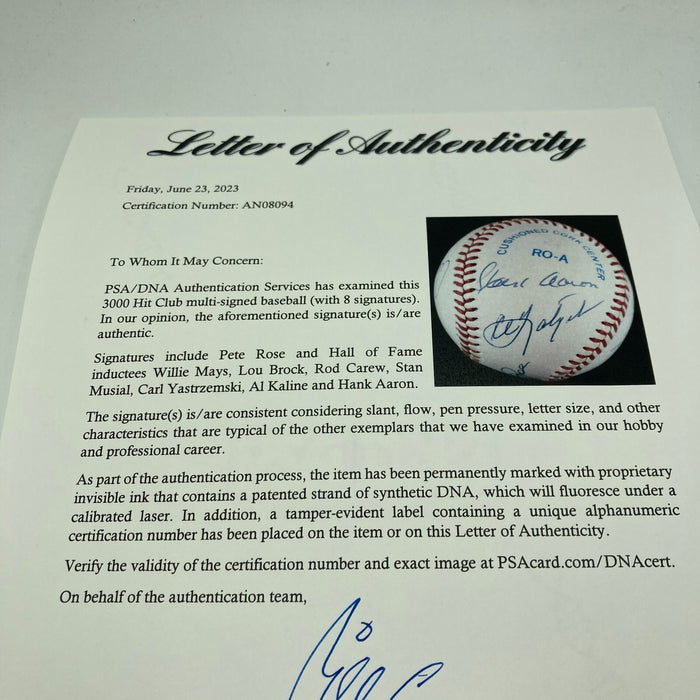 Letter of Authenticity
Friday, June 23, 2023
Certification Number: AN08094
To Whom It May Concern:
PSA/DNA Authentication Services has examined this
3000 Hit Club multi-signed baseball (with 8 signatures).
In our opinion, the aforementioned signature(s) is/are
authentic.
Signatures include Pete Rose and Hall of Fame
inductees Willie Mays, Lou Brock, Rod Carew, Stan
Musial, Carl Yastrzemski, Al Kaline and Hank Aaron.
CUSHIONED CORK CENTER
RO-A
Hank Aaron
The signature(s) is/are consistent considering slant, flow, pen pressure, letter size, and other
characteristics that are typical of the other exemplars that we have examined in our hobby
and professional career.
As part of the authentication process, the item has been permanently marked with proprietary
invisible ink that contains a patented strand of synthetic DNA, which will fluoresce under a
calibrated laser. In addition, a tamper-evident label containing a unique alphanumeric
certification number has been placed on the item or on this Letter of Authenticity.
Verify the validity of the certification number and exact image at PSAcard.com/DNAcert.
On behalf of the authentication team,